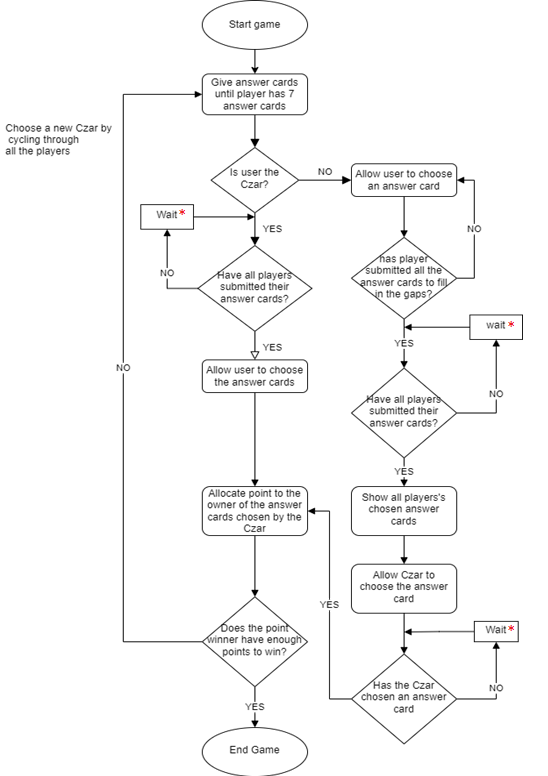 Start game
Give answer cards
until player has 7
answer cards
Choose a new Czar by
cycling through
all the players
Is user the
Czar?
NO
Allow user to choose
an answer card
Wait*
YES
NO
has player
submitted all the
answer cards to fill
in the gaps?
NO
Have all players
submitted their
answer cards?
wait *
YES
YES
Allow user to choose
the answer cards
NO
Have all players
submitted their
answer cards?
NO
YES
Allocate point to the
owner of the answer
cards chosen by the
Czar
Show all players's
chosen answer
cards
Allow Czar to
choose the answer
card
YES
Does the point
winner have enough
points to win?
Wait*
Has the Czar
chosen an answer
card
NO
YES
End Game